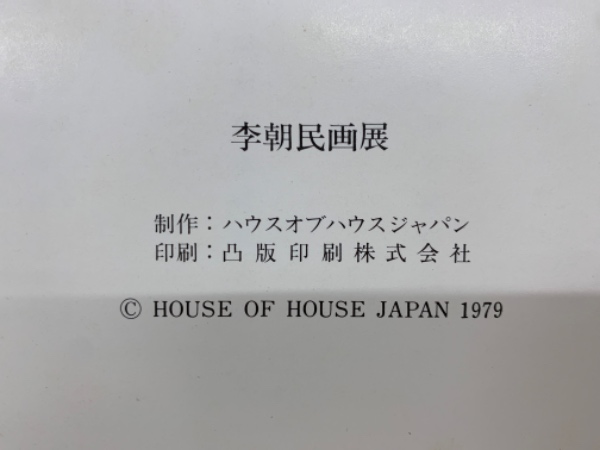 李朝民画展
制作：ハウスオブハウスジャパン
印刷：凸版印刷株式会社
© HOUSE OF HOUSE JAPAN 1979